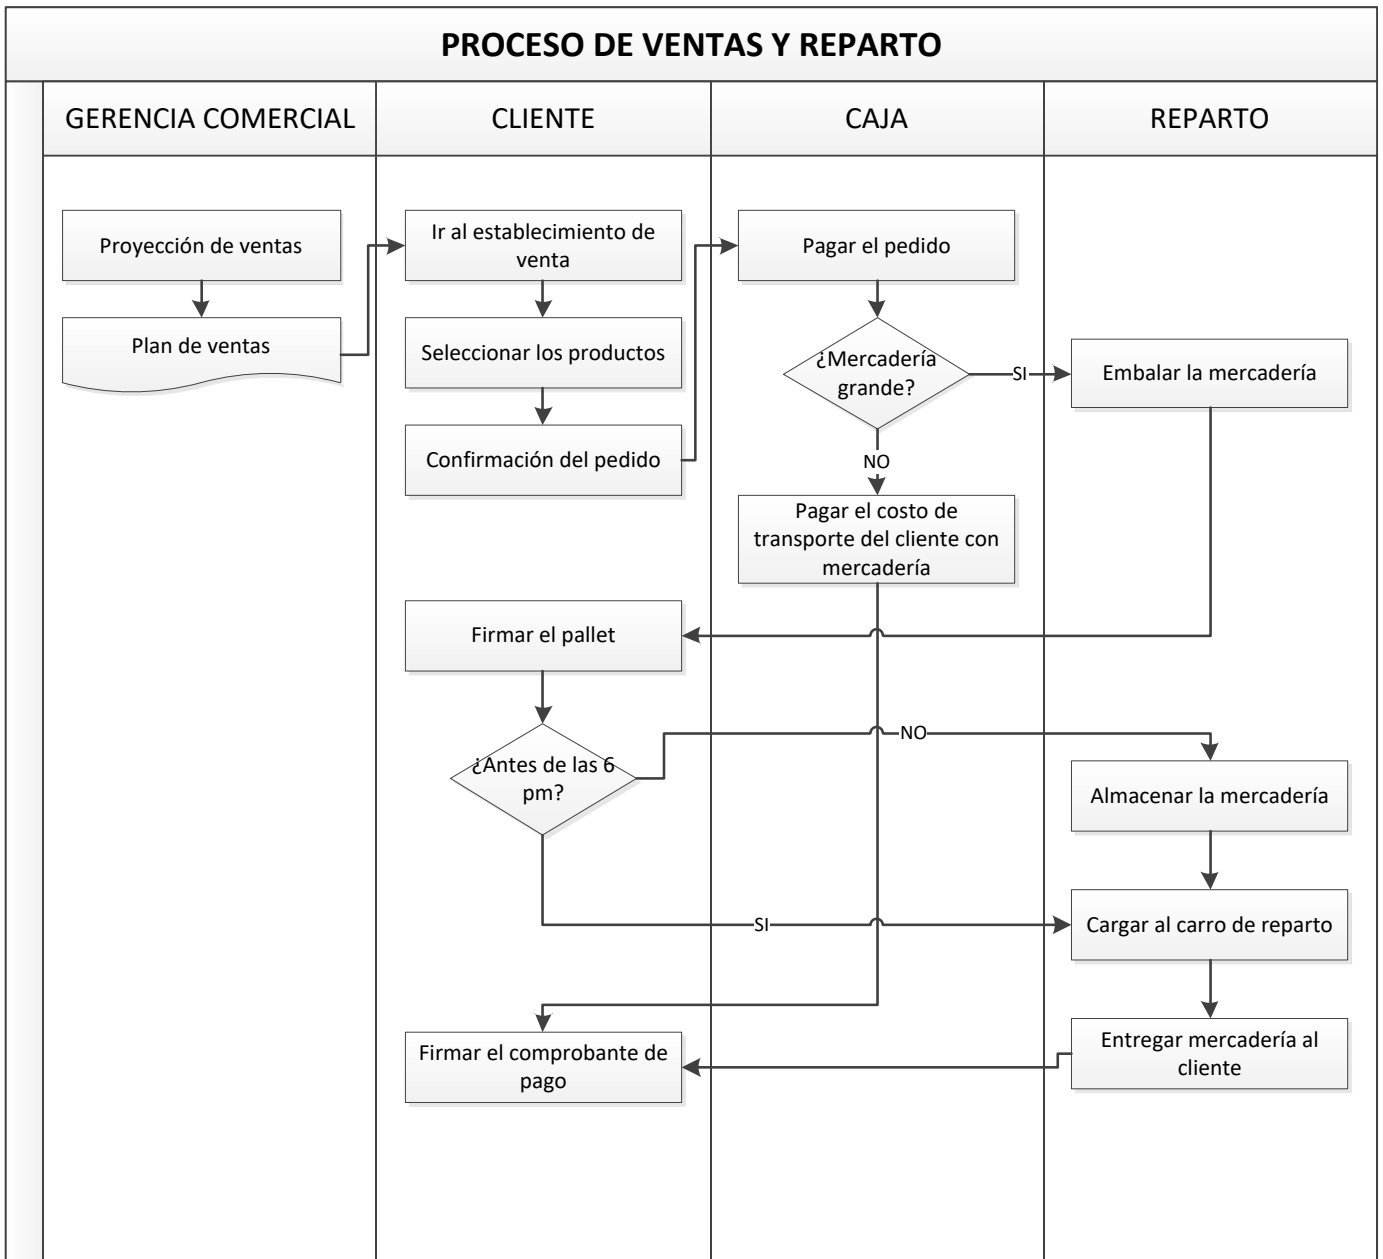 PROCESO DE VENTAS Y REPARTO
GERENCIA COMERCIAL
CLIENTE
CAJA
REPARTO
Proyección de ventas
Ir al establecimiento de
venta
Pagar el pedido
Plan de ventas
Seleccionar los productos
¿Mercadería
grande?
SI
Embalar la mercadería
Confirmación del pedido
NO
Pagar el costo de
transporte del cliente con
mercadería
Firmar el pallet
NO
¿Antes de las 6
pm?
Almacenar la mercadería
SI
Cargar al carro de reparto
Firmar el comprobante de
pago
Entregar mercadería al
cliente